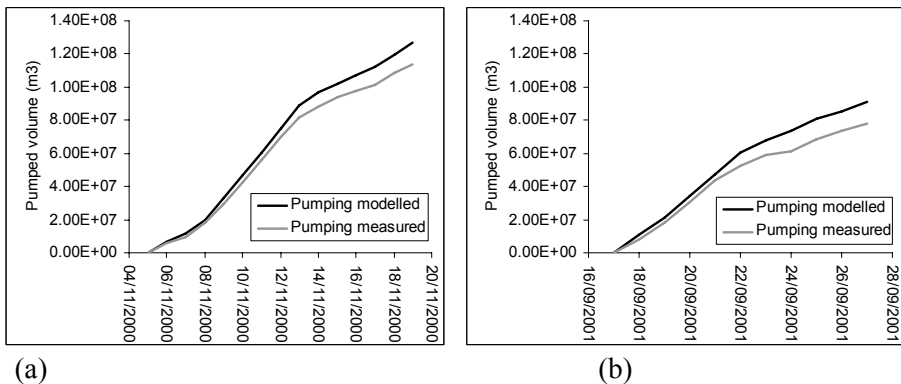 Pumped volume (m3)
1.40E+08
1.20E+08
1.00E+08
8.00E+07
6.00E+07
4.00E+07
2.00E+07
0.00E+00
Pumping modelled
Pumping measured
04/11/2000
06/11/2000
08/11/2000
10/11/2000
12/11/2000
14/11/2000
16/11/2000
18/11/2000
20/11/2000
(a)
Pumped volume (m3)
1.40E+08
1.20E+08
1.00E+08
8.00E+07
6.00E+07
4.00E+07
2.00E+07
0.00E+00
Pumping modelled
Pumping measured
16/09/2001
18/09/2001
20/09/2001
22/09/2001
24/09/2001
26/09/2001
28/09/2001
(b)